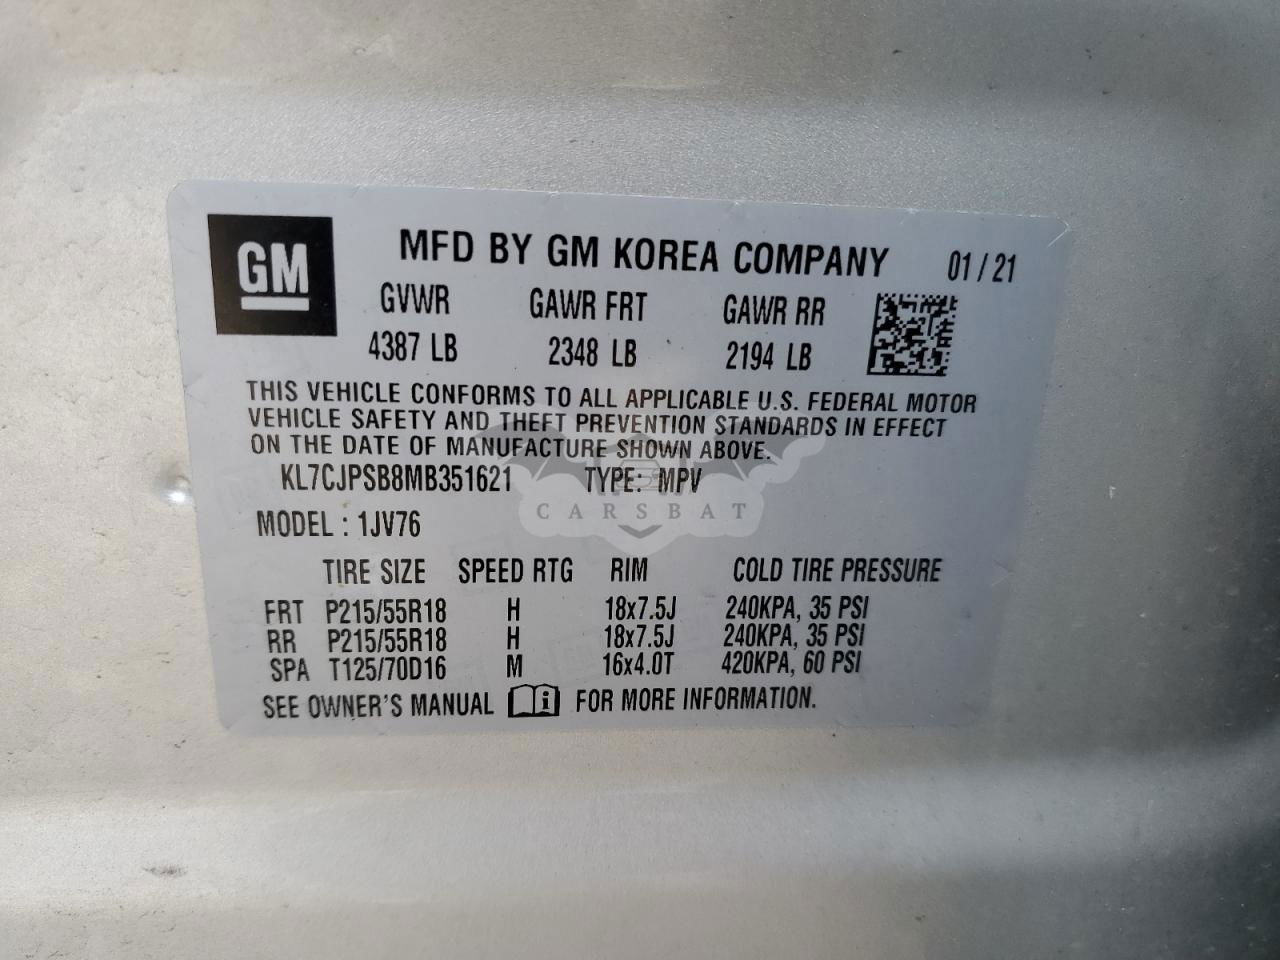 GM
MFD BY GM KOREA COMPANY 01 / 21
GVWR GAWR FRT GAWR RR
4387 LB 2348 LB 2194 LB
THIS VEHICLE CONFORMS TO ALL APPLICABLE U.S. FEDERAL MOTOR
VEHICLE SAFETY AND THEFT PREVENTION STANDARDS IN EFFECT
ON THE DATE OF MANUFACTURE SHOWN ABOVE.
KL7CJPSB8MB351621 TYPE: MPV
CARSBAT
MODEL : 1JV76
TIRE SIZE SPEED RTG RIM COLD TIRE PRESSURE
FRT P215/55R18 H 18x7.5J 240KPA, 35 PSI
RR P215/55R18 H 18x7.5J 240KPA, 35 PSI
SPA T125/70D16 M 16x4.0T 420KPA, 60 PSI
SEE OWNER'S MANUAL i FOR MORE INFORMATION.